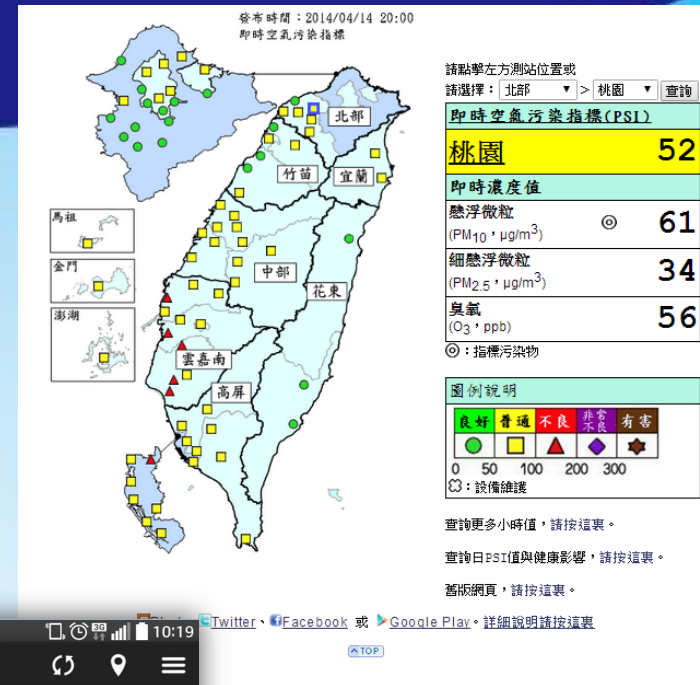 發布時間：2014/04/14 20:00
即時空氣污染指標
北部
竹苗
宜蘭
馬祖
中部
金門
花東
澎湖
雲嘉南
高屏
請點擊左方測站位置或
請選擇： 北部 > 桃園 查詢
即時空氣污染指標(PSI)
桃園 52
即時濃度值
懸浮微粒
(PM10，μg/m3) ◎ 61
細懸浮微粒
(PM2.5，μg/m3) 34
臭氧
(O3，ppb) 56
◎：指標污染物
圖例說明
良好 普通 不良 非常不良 有害
0 50 100 200 300
：設備維護
查詢更多小時值，請按這裏。
查詢日PSI值與健康影響，請按這裏。
舊版網頁，請按這裏。
Twitter、Facebook 或 Google Play。詳細說明請按這裏
TOP
10:19